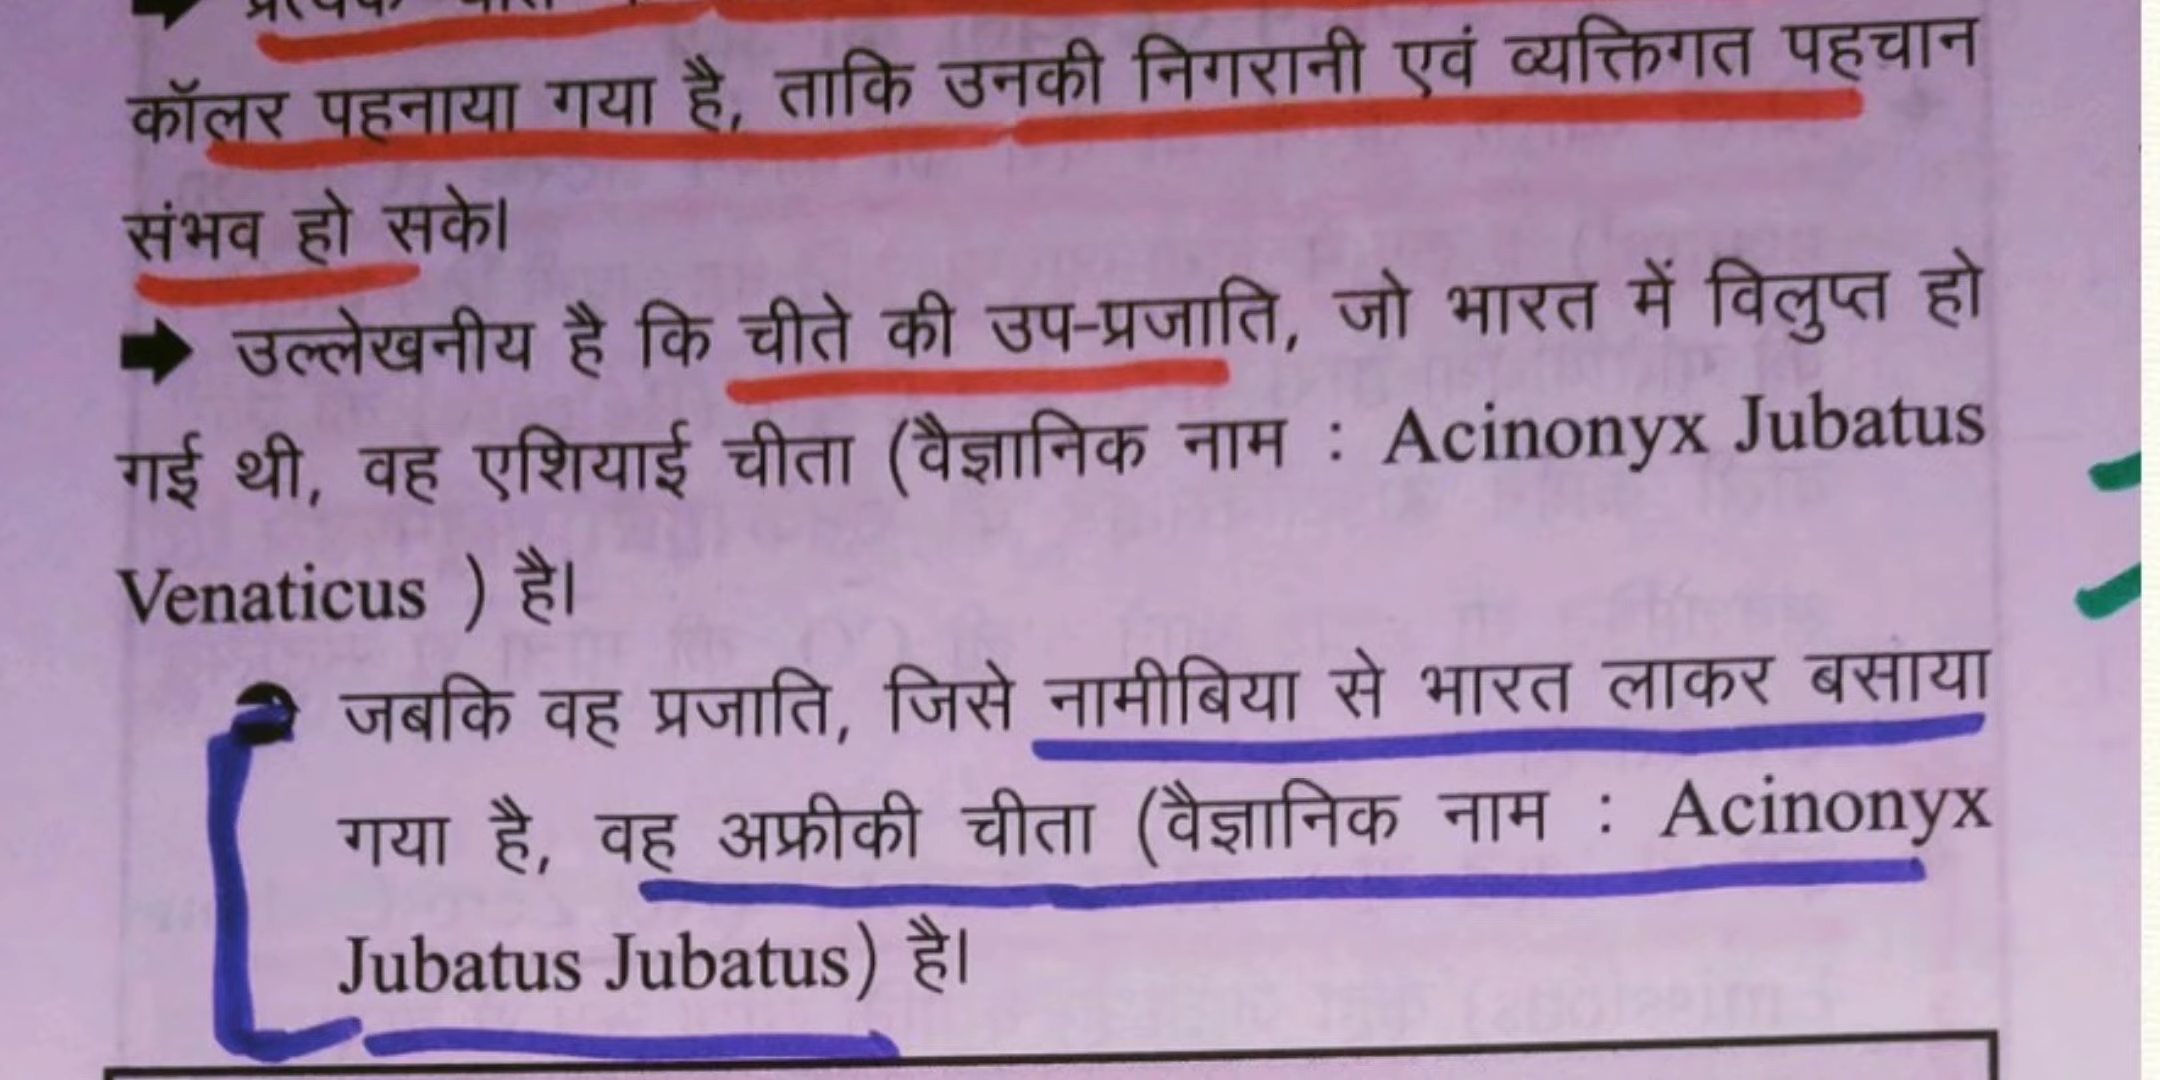 प्रत्येक
कॉलर पहनाया गया है, ताकि उनकी निगरानी एवं व्यक्तिगत पहचान
संभव हो सके।
उल्लेखनीय है कि चीते की उप-प्रजाति, जो भारत में विलुप्त हो
गई थी, वह एशियाई चीता (वैज्ञानिक नाम : Acinonyx Jubatus
Venaticus ) है।
जबकि वह प्रजाति, जिसे नामीबिया से भारत लाकर बसाया
गया है, वह अफ्रीकी चीता (वैज्ञानिक नाम : Acinonyx
Jubatus Jubatus) है।